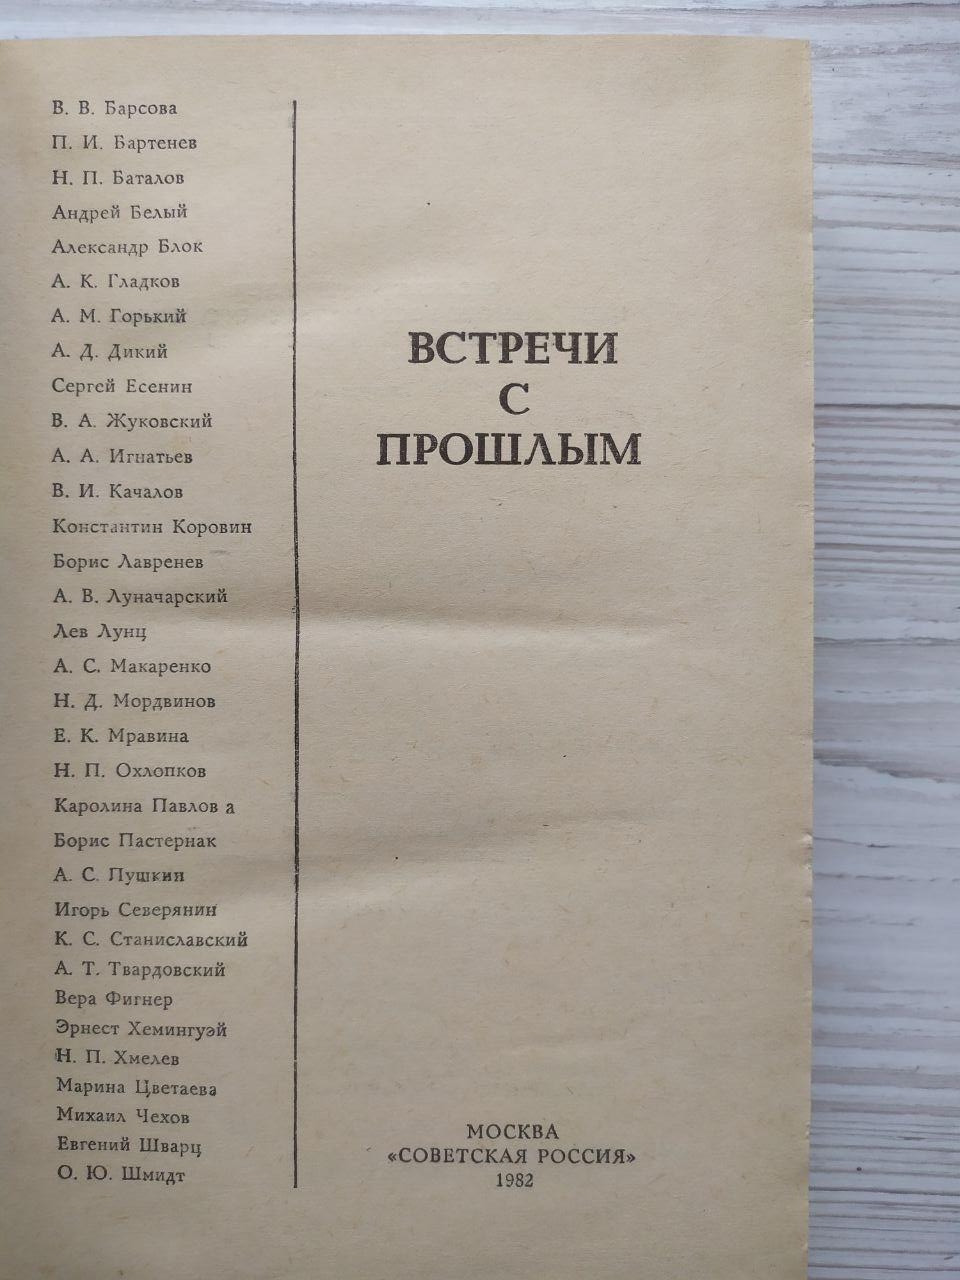 В. В. Барсова
П. И. Бартенев
Н. П. Баталов
Андрей Белый
Александр Блок
А. К. Гладков
А. М. Горький
А. Д. Дикий
Сергей Есенин
В. А. Жуковский
А. А. Игнатьев
В. И. Качалов
Константин Коровин
Борис Лавренев
А. В. Луначарский
Лев Лунц
А. С. Макаренко
Н. Д. Мордвинов
Е. К. Мравина
Н. П. Охлопков
Каролина Павлов а
Борис Пастернак
А. С. Пушкин
Игорь Северянин
К. С. Станиславский
А. Т. Твардовский
Вера Фигнер
Эрнест Хемингуэй
Н. П. Хмелев
Марина Цветаева
Михаил Чехов
Евгений Шварц
О. Ю. Шмидт
ВСТРЕЧИ
С
ПРОШЛЫМ
МОСКВА
«СОВЕТСКАЯ РОССИЯ»
1982